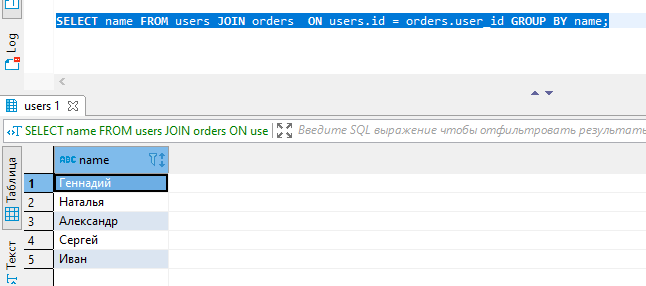 SELECT name FROM users JOIN orders  ON users.id = orders.user_id GROUP BY name;
Log
users 1
SELECT name FROM users JOIN orders ON use
Введите SQL выражение чтобы отфильтровать результаты
Таблица
Текст
ABC name
1 Геннадий
2 Наталья
3 Александр
4 Сергей
5 Иван